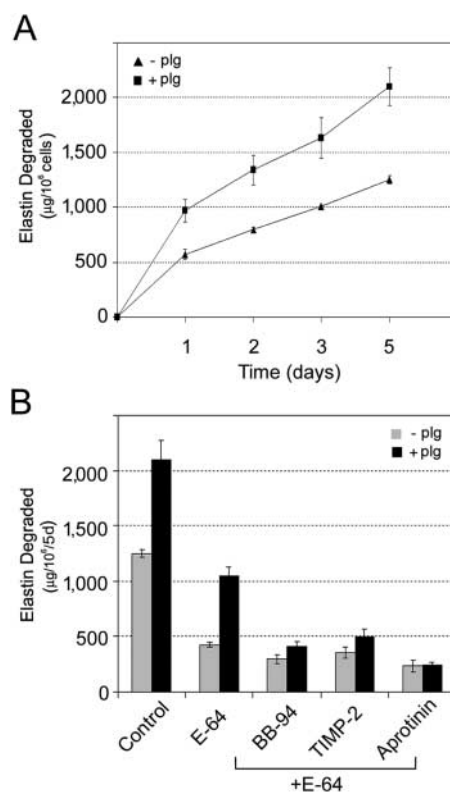 A
- plg
+ plg
Elastin Degraded
(µg/10⁶ cells)
2,000
1,500
1,000
500
0
1 2 3 5
Time (days)
B
- plg
+ plg
Elastin Degraded
(µg/10⁶/5d)
2,000
1,500
1,000
500
0
Control E-64 BB-94 TIMP-2 Aprotinin
+E-64